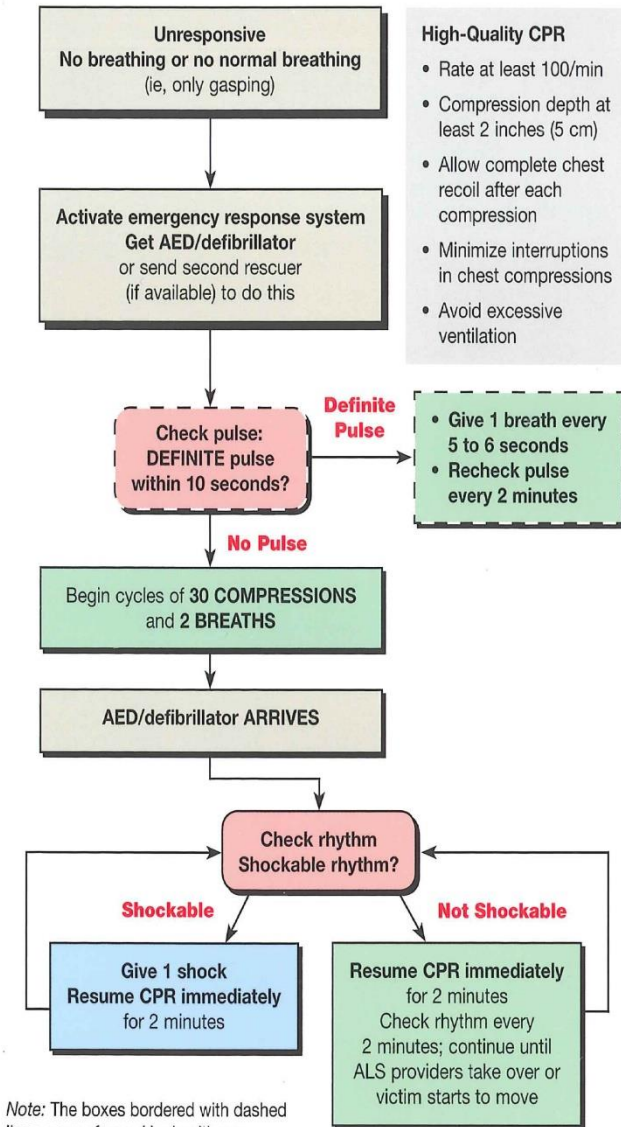 Unresponsive
No breathing or no normal breathing
(ie, only gasping)
High-Quality CPR
• Rate at least 100/min
• Compression depth at
least 2 inches (5 cm)
• Allow complete chest
recoil after each
compression
• Minimize interruptions
in chest compressions
• Avoid excessive
ventilation
Activate emergency response system
Get AED/defibrillator
or send second rescuer
(if available) to do this
Check pulse:
DEFINITE pulse
within 10 seconds?
Definite
Pulse
• Give 1 breath every
5 to 6 seconds
• Recheck pulse
every 2 minutes
No Pulse
Begin cycles of 30 COMPRESSIONS
and 2 BREATHS
AED/defibrillator ARRIVES
Check rhythm
Shockable rhythm?
Shockable
Not Shockable
Give 1 shock
Resume CPR immediately
for 2 minutes
Resume CPR immediately
for 2 minutes
Check rhythm every
2 minutes; continue until
ALS providers take over or
victim starts to move
Note: The boxes bordered with dashed